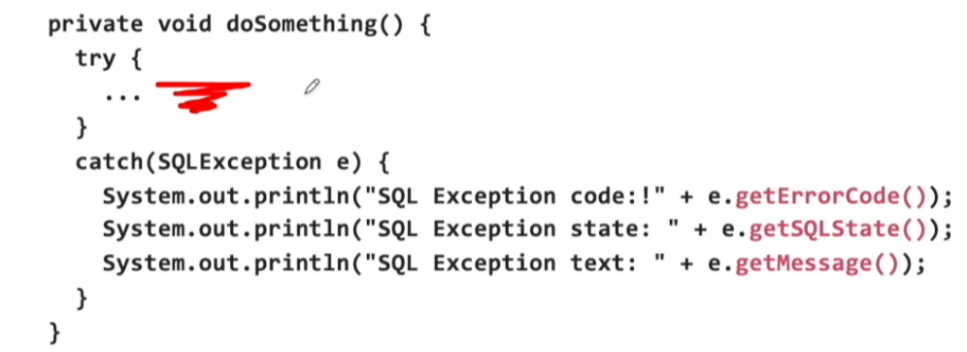 private void doSomething() {
try {
...
}
catch(SQLException e) {
System.out.println("SQL Exception code:!" + e.getErrorCode());
System.out.println("SQL Exception state: " + e.getSQLState());
System.out.println("SQL Exception text: " + e.getMessage());
}
}